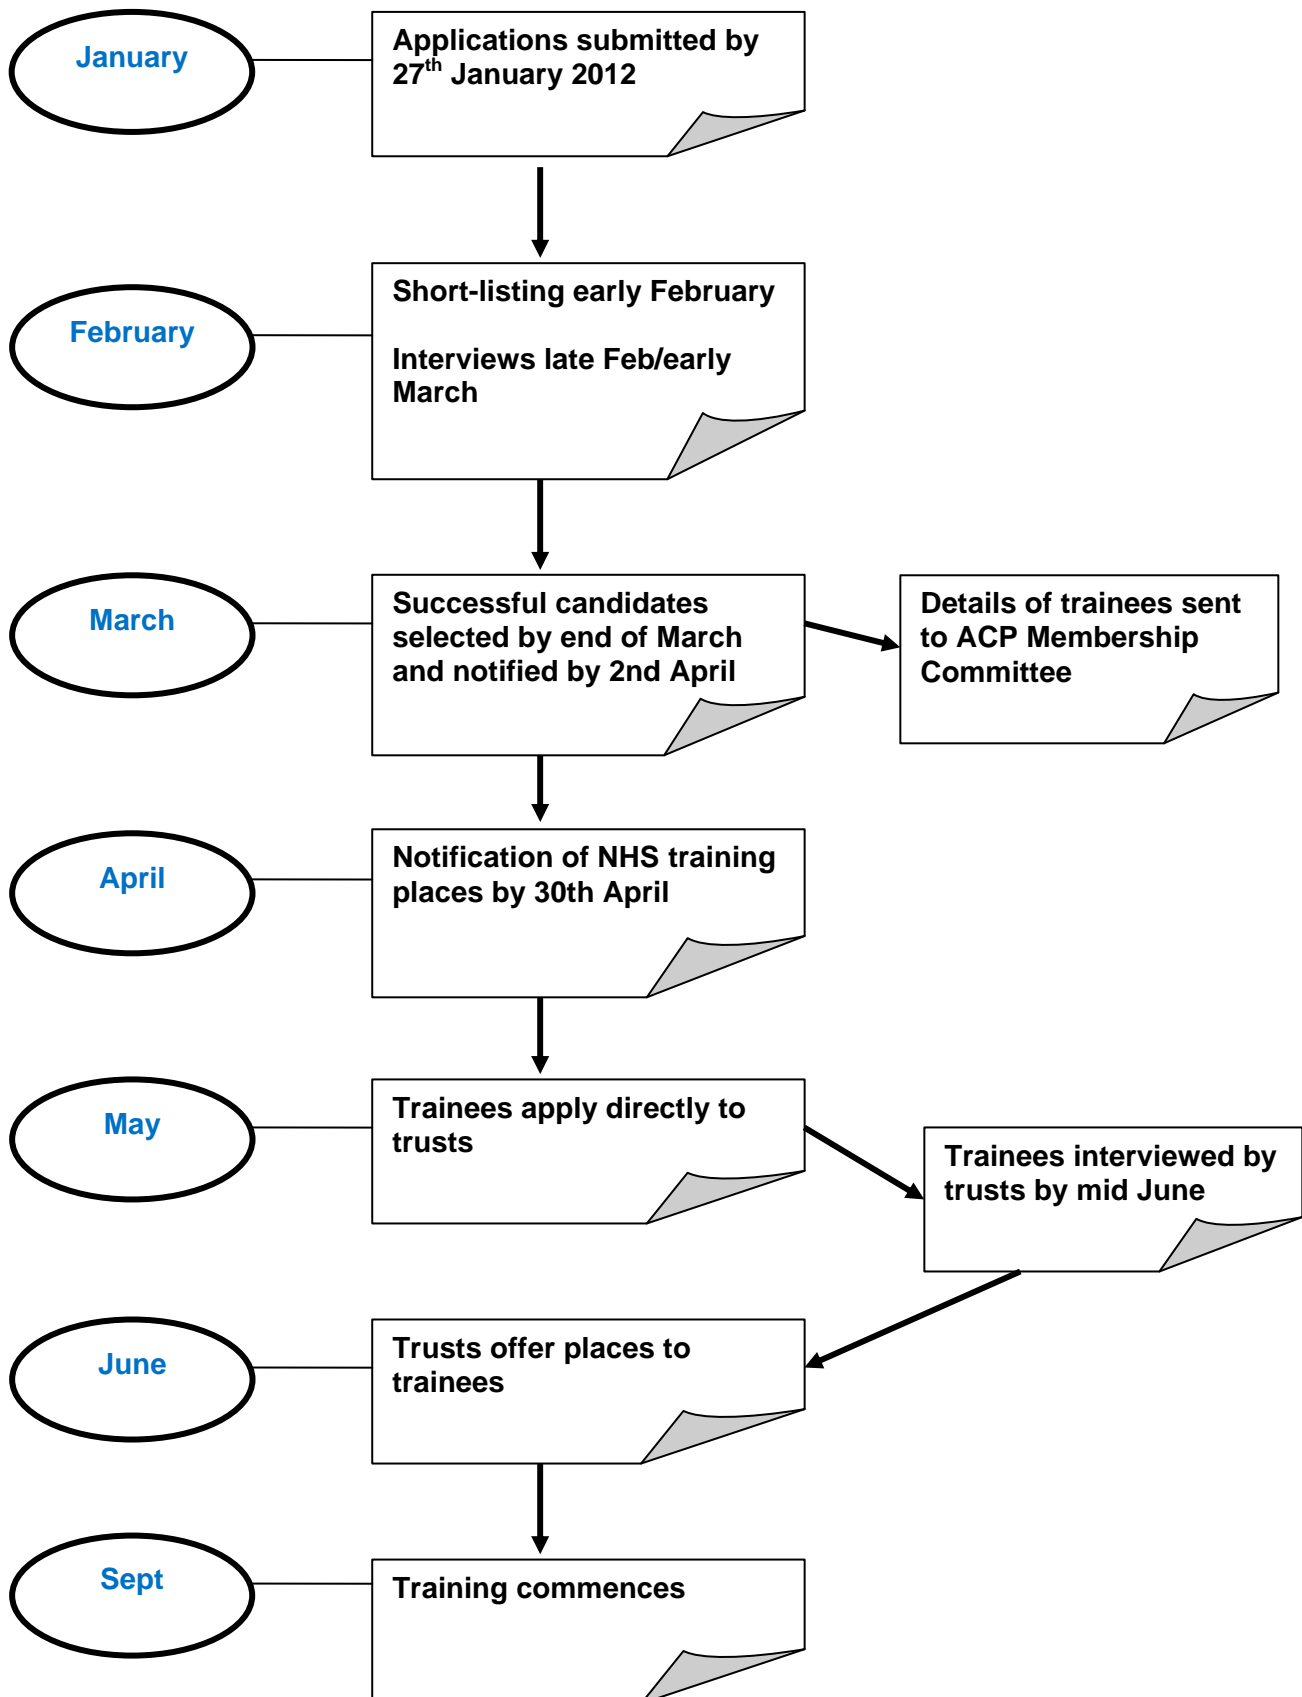 January
Applications submitted by
27th January 2012
February
Short-listing early February
Interviews late Feb/early
March
March
Successful candidates
selected by end of March
and notified by 2nd April
Details of trainees sent
to ACP Membership
Committee
April
Notification of NHS training
places by 30th April
May
Trainees apply directly to
trusts
Trainees interviewed by
trusts by mid June
June
Trusts offer places to
trainees
Sept
Training commences